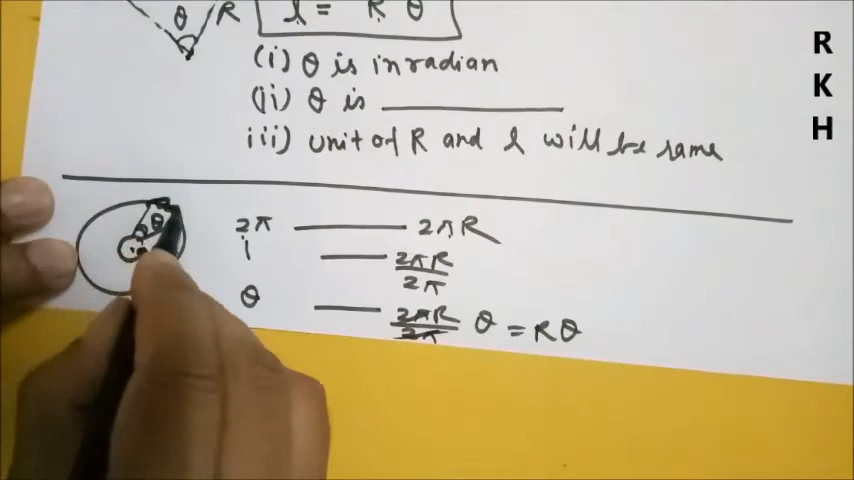 θ R l = R θ
(i) θ is in radian
(ii) θ is ________
iii) unit of R and l will be same
θ 2π —— 2πR
1 —— 2πR/2π
θ —— 2πR/2π θ = Rθ
R
K
H